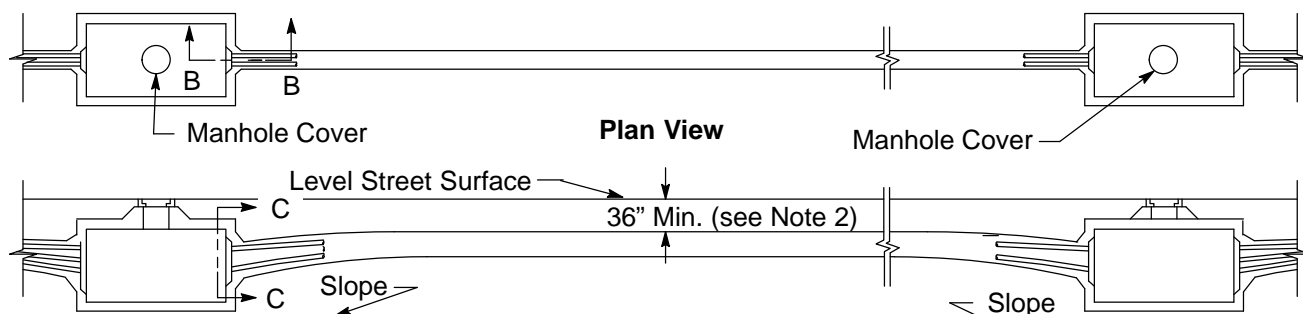 B
B
Manhole Cover
Plan View
Manhole Cover
Level Street Surface
C
36” Min. (see Note 2)
C
Slope
Slope